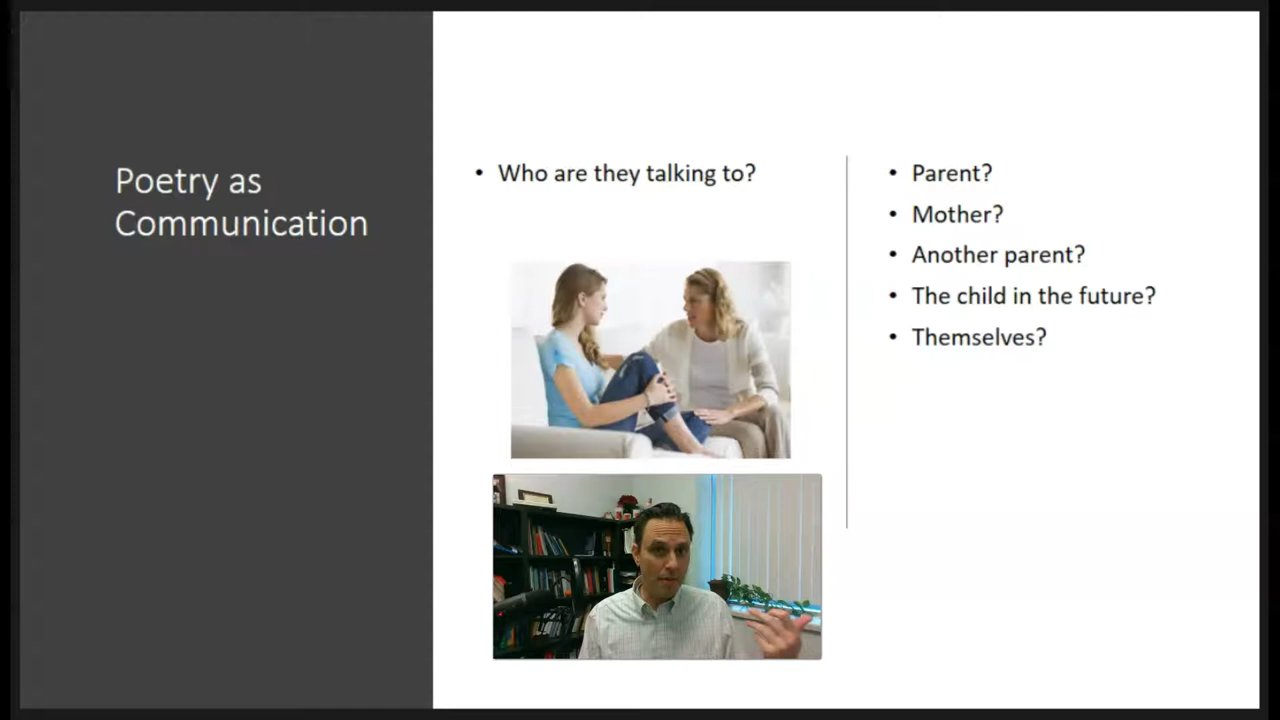 Poetry as
Communication
• Who are they talking to?
• Parent?
• Mother?
• Another parent?
• The child in the future?
• Themselves?